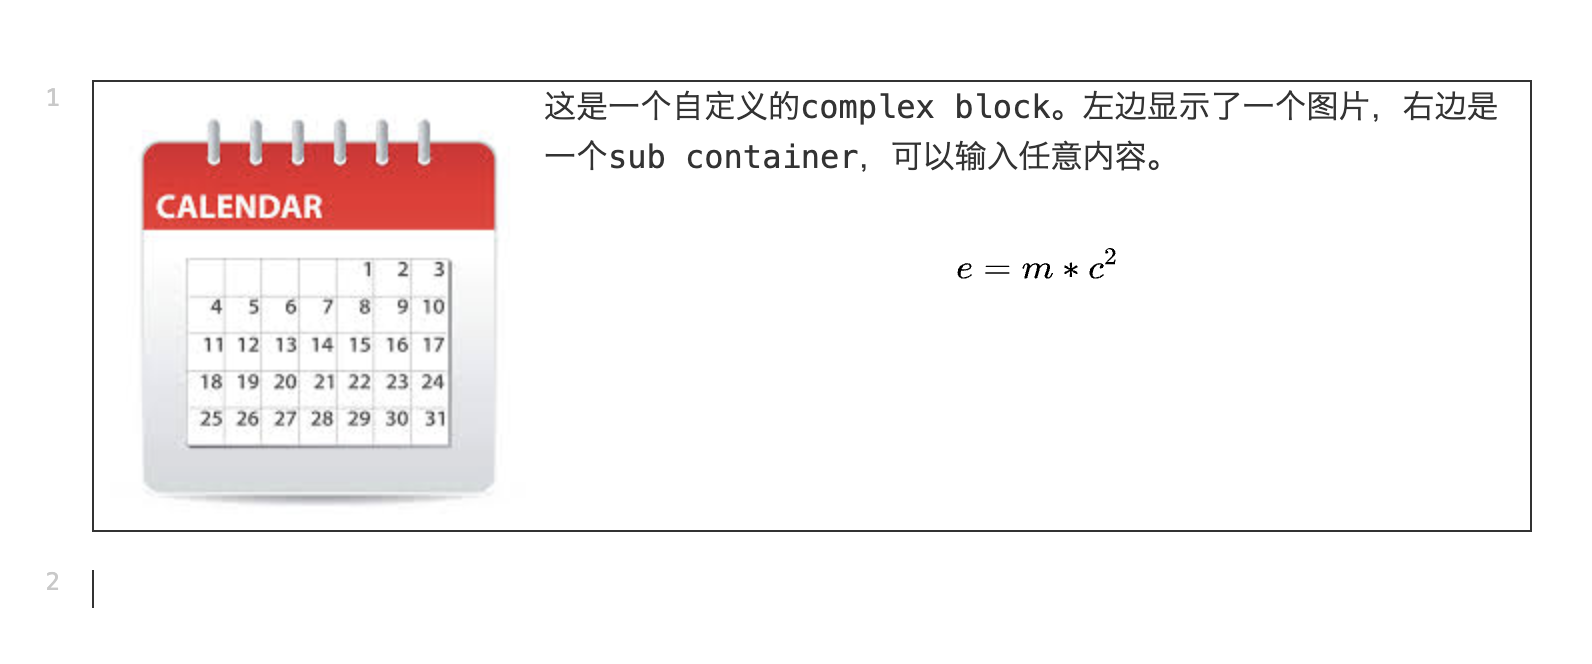 1
CALENDAR
1 2 3
4 5 6 7 8 9 10
11 12 13 14 15 16 17
18 19 20 21 22 23 24
25 26 27 28 29 30 31
这是一个自定义的complex block。左边显示了一个图片，右边是
一个sub container，可以输入任意内容。
e = m ∗ c²
2